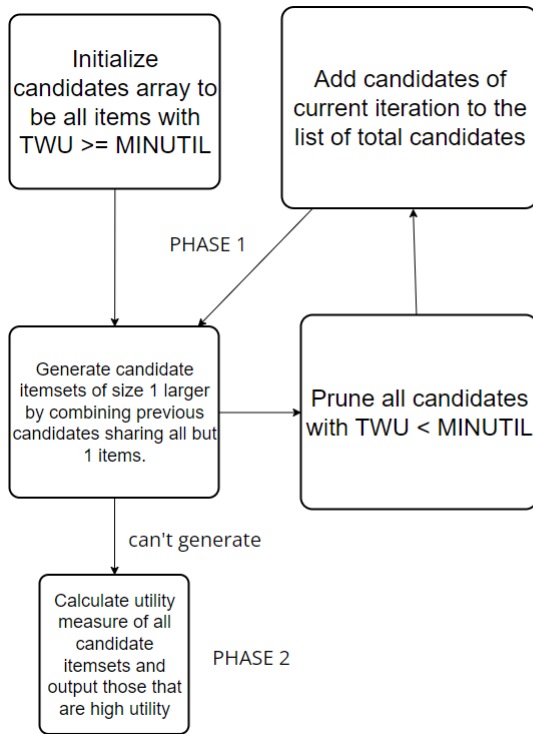 Initialize
candidates array to
be all items with
TWU >= MINUTIL
Add candidates of
current iteration to the
list of total candidates
PHASE 1
Generate candidate
itemsets of size 1 larger
by combining previous
candidates sharing all but
1 items.
Prune all candidates
with TWU < MINUTIL
can't generate
Calculate utility
measure of all
candidate
itemsets and
output those that
are high utility
PHASE 2